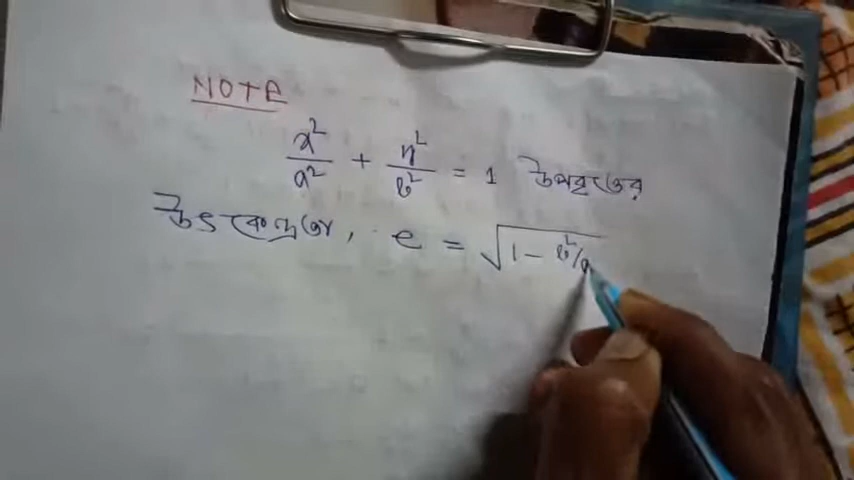 NOTE
x²/a² + y²/b² = 1 উপবৃত্তের
উৎকেন্দ্রতা, e = √1 - b²/